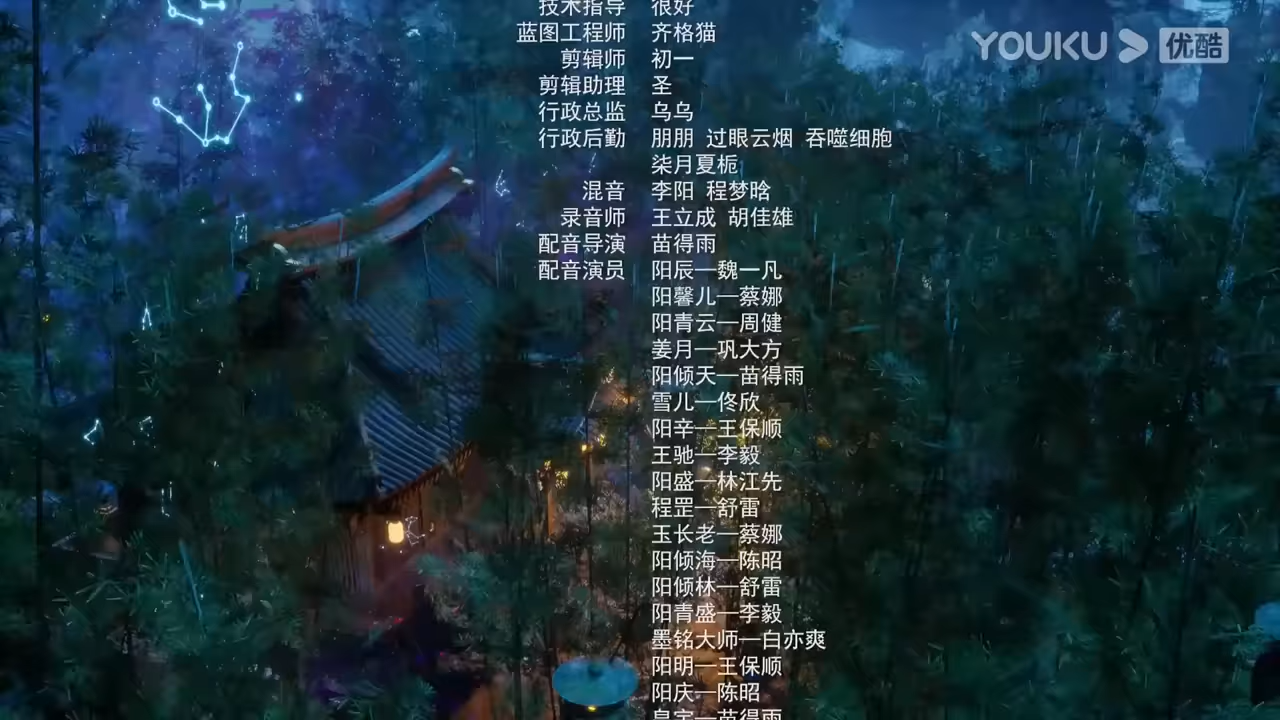 技术指导 很好
YOUKU 优酷
蓝图工程师 齐格猫
剪辑师 初一
剪辑助理 圣
行政总监 乌乌
行政后勤 朋朋 过眼云烟 吞噬细胞
柒月夏栀
混音 李阳 程梦晗
录音师 王立成 胡佳雄
配音导演 苗得雨
配音演员 阳辰—魏一凡
阳馨儿—蔡娜
阳青云—周健
姜月—巩大方
阳倾天—苗得雨
雪儿—佟欣
阳辛—王保顺
王驰—李毅
阳盛—林江先
程罡—舒雷
玉长老—蔡娜
阳倾海—陈昭
阳倾林—舒雷
阳青盛—李毅
墨铭大师—白亦爽
阳明—王保顺
阳庆—陈昭
皇宇—苗得雨